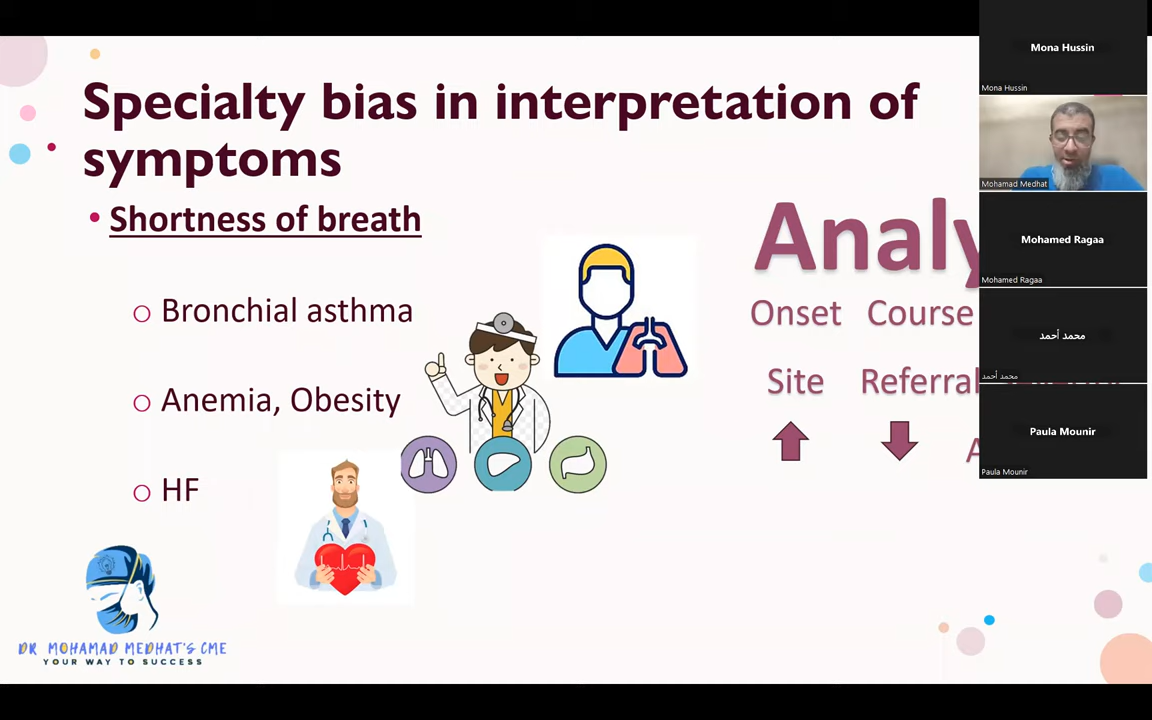 Specialty bias in interpretation of
symptoms
• Shortness of breath
o Bronchial asthma
o Anemia, Obesity
o HF
Analy
Onset Course
Site Referral
DR MOHAMAD MEDHAT'S CME
YOUR WAY TO SUCCESS
Mona Hussin
Mona Hussin
Mohamad Medhat
Mohamed Ragaa
Mohamed Ragaa
محمد أحمد
محمد أحمد
Paula Mounir
Paula Mounir